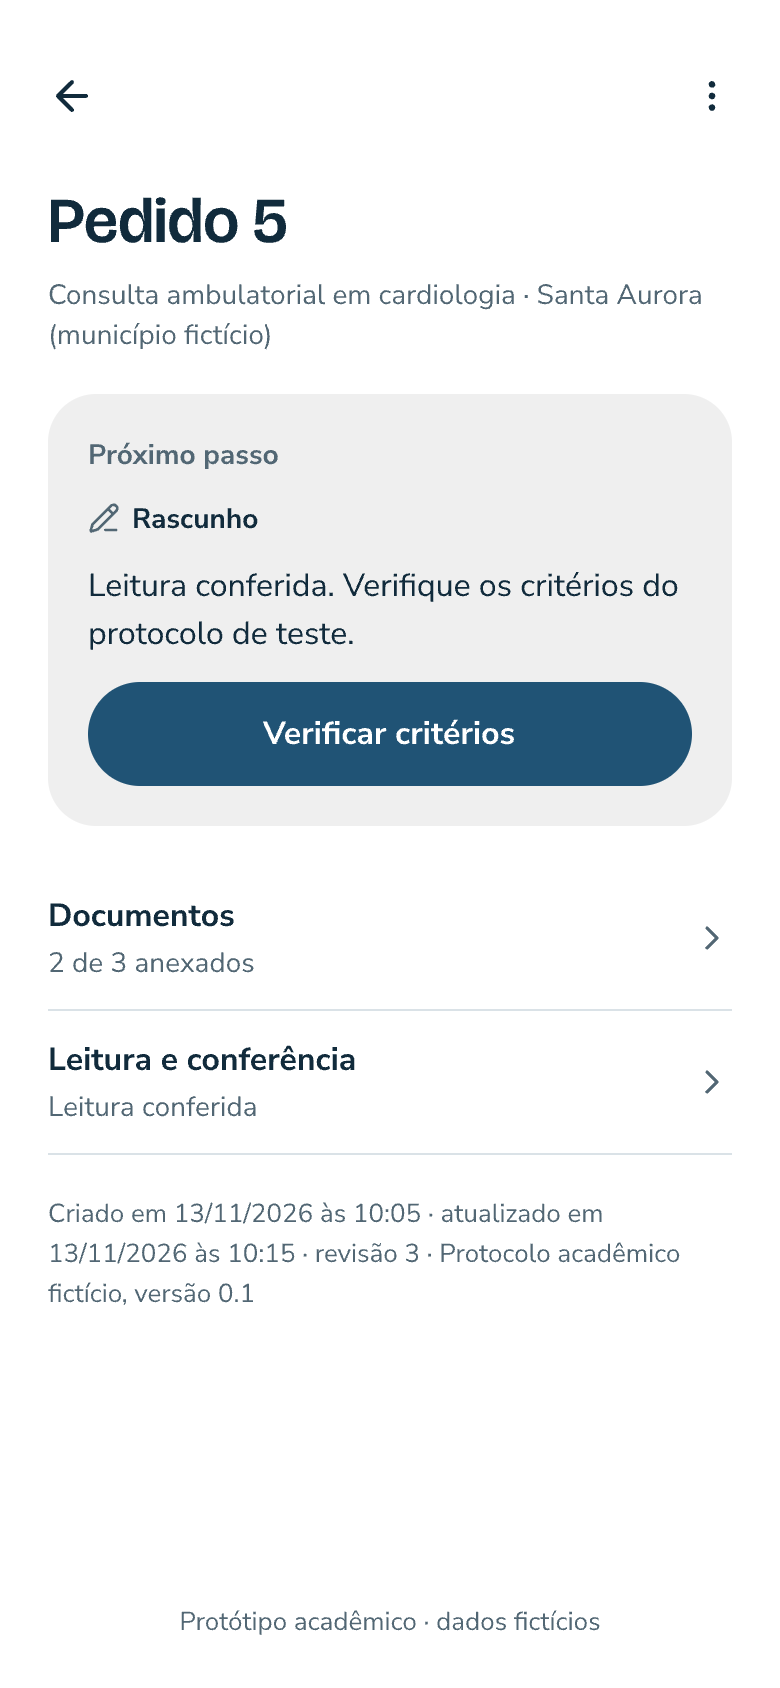 Pedido 5
Consulta ambulatorial em cardiologia · Santa Aurora
(município fictício)
Próximo passo
Rascunho
Leitura conferida. Verifique os critérios do
protocolo de teste.
Verificar critérios
Documentos
2 de 3 anexados
Leitura e conferência
Leitura conferida
Criado em 13/11/2026 às 10:05 · atualizado em
13/11/2026 às 10:15 · revisão 3 · Protocolo acadêmico
fictício, versão 0.1
Protótipo acadêmico · dados fictícios